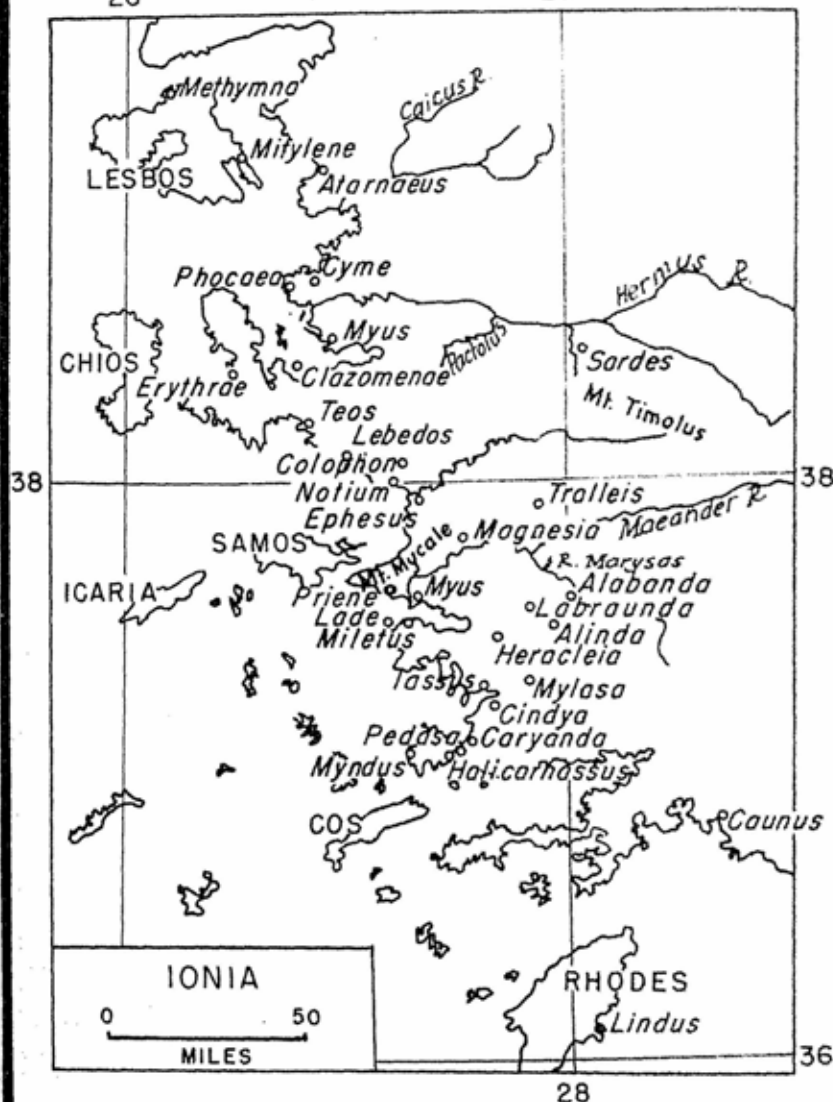 26
Methymna
Caicus R.
Mitylene
LESBOS
Atarnaeus
Cyme
Phocaea
Hermus R.
Myus
Pactolus
Sardes
CHIOS
Erythrae
Clazomenae
Mt. Timolus
Teos
Lebedos
Colophon
38
38
Notium
Tralleis
Ephesus
Maeander R
Magnesia
SAMOS
Mt. Mycale
R. Marysas
ICARIA
Priene
Myus
Alabanda
Labraunda
Lade
Alinda
Miletus
Heracleia
Iassus
Mylasa
Cindya
Pedasa
Caryanda
Myndus
Halicarnassus
COS
Caunus
IONIA
0 50
MILES
RHODES
Lindus
36
28